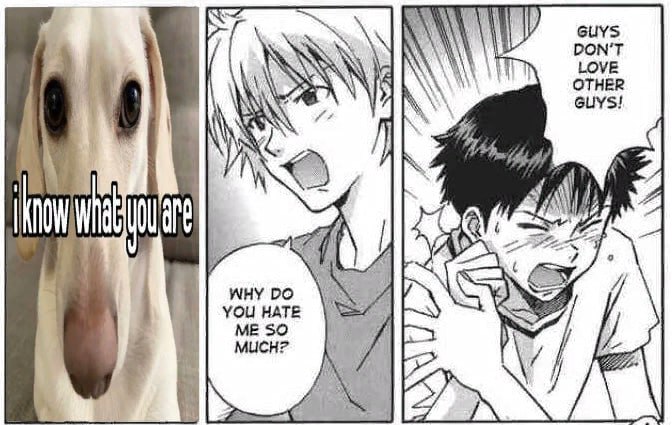 i know what you are
WHY DO
YOU HATE
ME SO
MUCH?
GUYS
DON'T
LOVE
OTHER
GUYS!